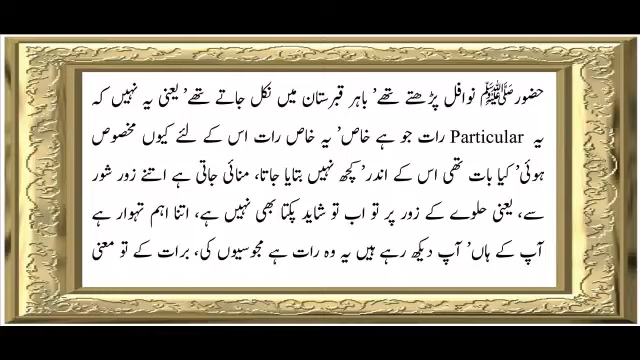 حضورﷺ نوافل پڑھتے تھے’ باہر قبرستان میں نکل جاتے تھے’ یعنی یہ نہیں کہ
یہ Particular رات جو ہے خاص’ یہ خاص رات اس کے لئے کیوں مخصوص
ہوئی’ کیا بات تھی اس کے اندر’ کچھ نہیں بتایا جاتا، منائی جاتی ہے اتنے زور شور
سے، یعنی حلوے کے زور پر تو اب تو شاید پکتا بھی نہیں ہے، اتنا اہم تہوار ہے
آپ کے ہاں’ آپ دیکھ رہے ہیں یہ وہ رات ہے مجوسیوں کی، برات کے تو معنی